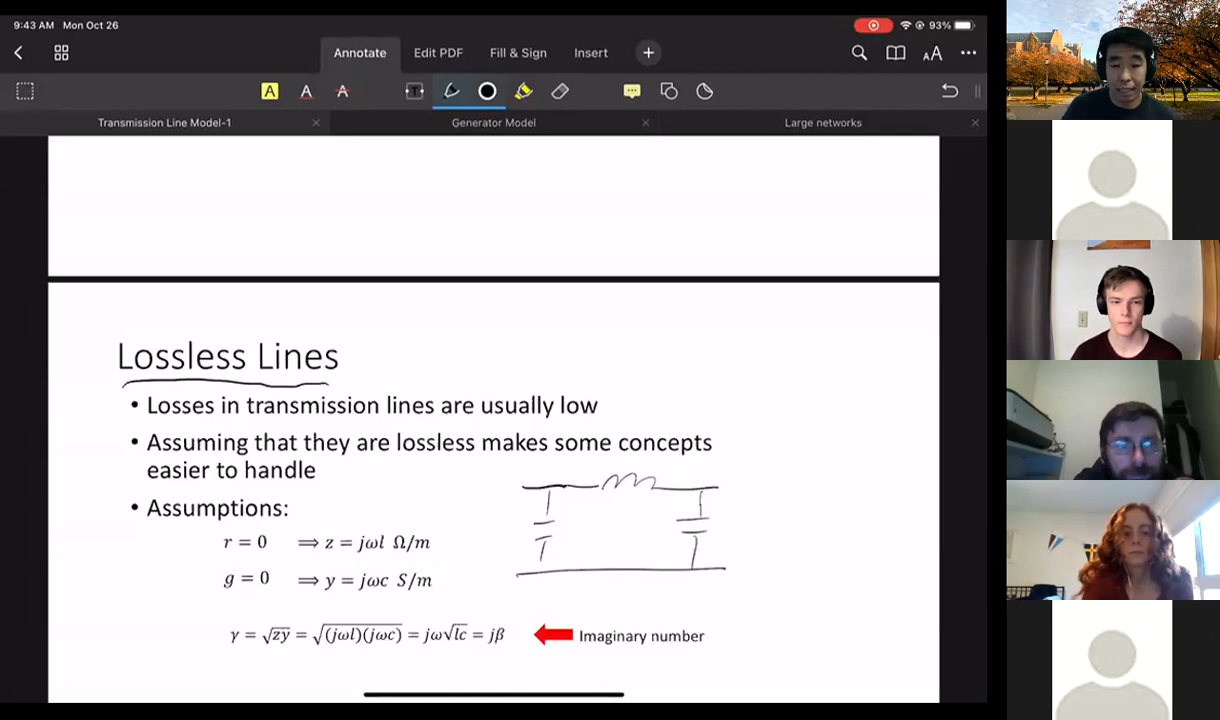 9:43 AM Mon Oct 26
93%
Annotate
Edit PDF
Fill & Sign
Insert
AA
A A A T
Transmission Line Model-1
Generator Model
Large networks
Lossless Lines
• Losses in transmission lines are usually low
• Assuming that they are lossless makes some concepts
easier to handle
• Assumptions:
r = 0 ⟹ z = jωl Ω/m
g = 0 ⟹ y = jωc S/m
γ = √zy = √(jωl)(jωc) = jω√lc = jβ
Imaginary number